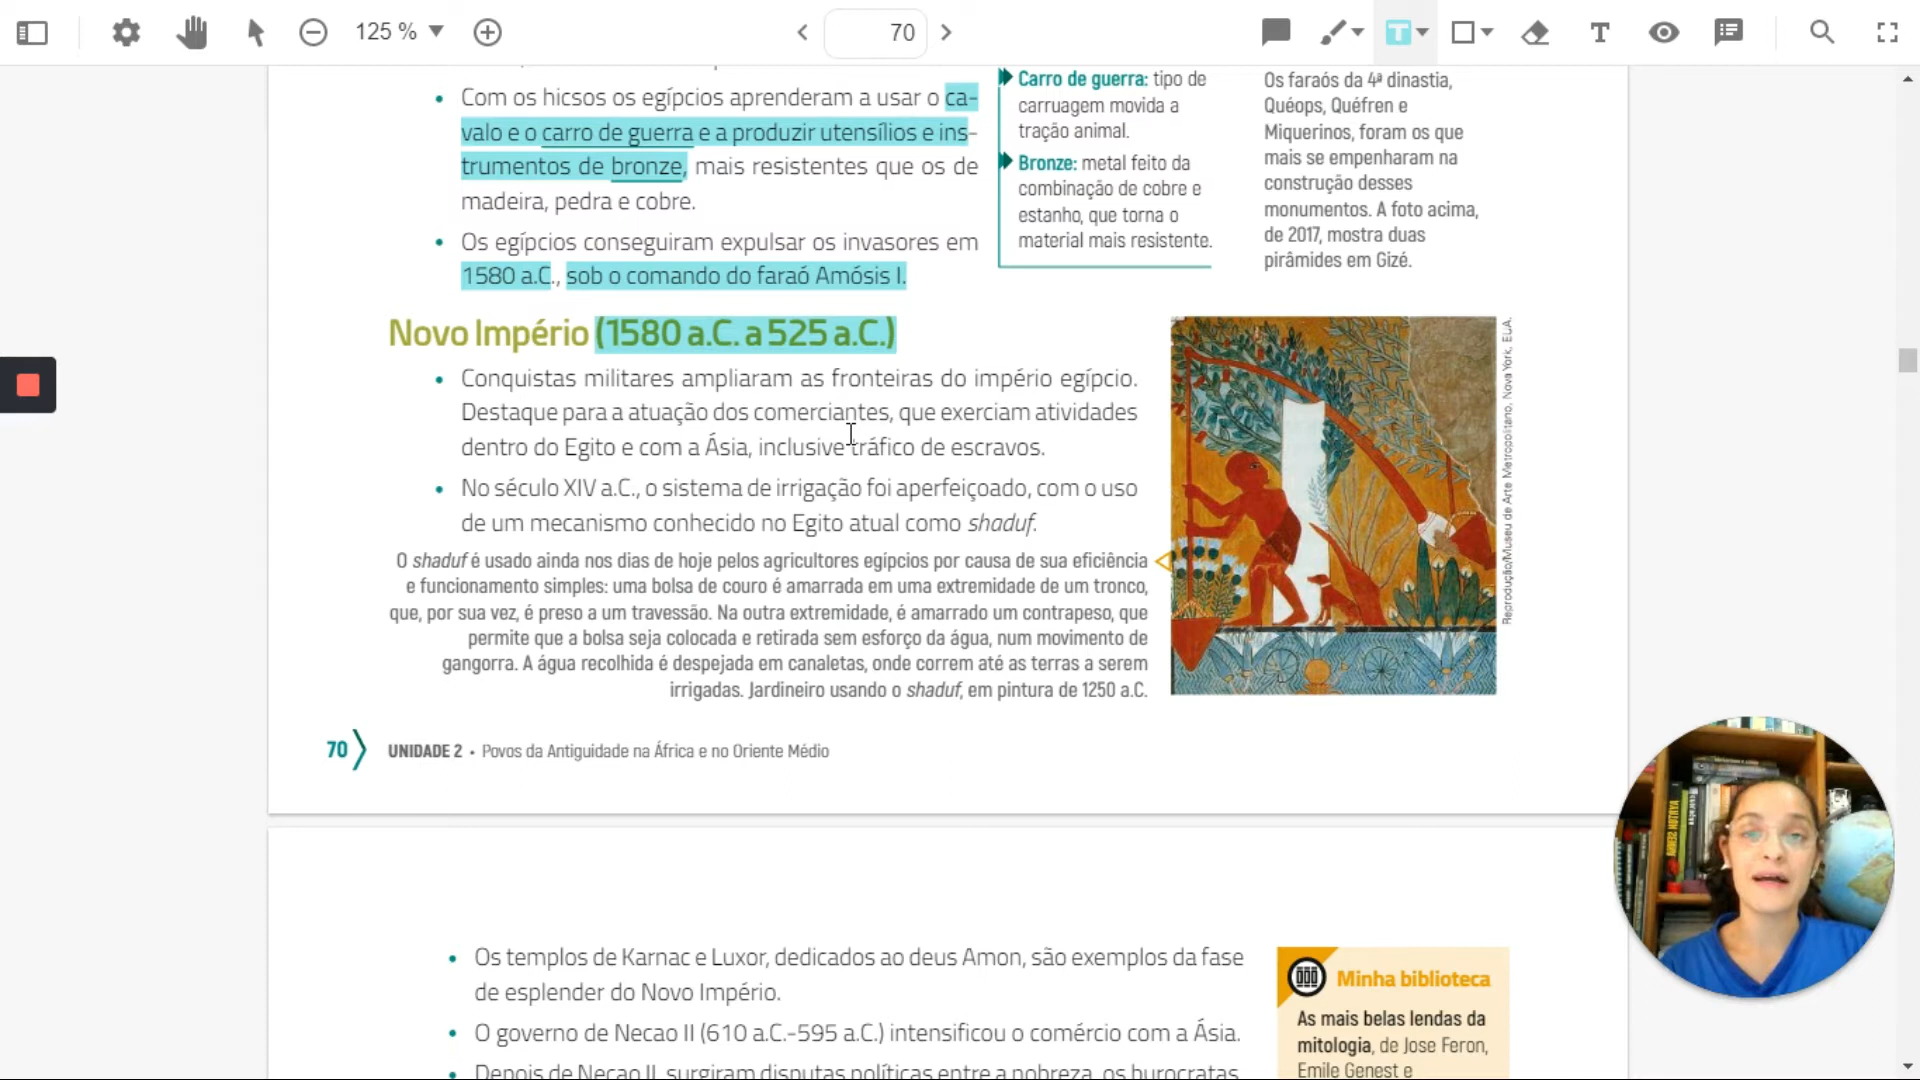 125 %
70
Com os hicsos os egípcios aprenderam a usar o ca-
valo e o carro de guerra e a produzir utensílios e ins-
trumentos de bronze, mais resistentes que os de
madeira, pedra e cobre.
Os egípcios conseguiram expulsar os invasores em
1580 a.C., sob o comando do faraó Amósis I.
Carro de guerra: tipo de
carruagem movida a
tração animal.
Bronze: metal feito da
combinação de cobre e
estanho, que torna o
material mais resistente.
Os faraós da 4ª dinastia,
Quéops, Quéfren e
Miquerinos, foram os que
mais se empenharam na
construção desses
monumentos. A foto acima,
de 2017, mostra duas
pirâmides em Gizé.
Novo Império (1580 a.C. a 525 a.C.)
Conquistas militares ampliaram as fronteiras do império egípcio.
Destaque para a atuação dos comerciantes, que exerciam atividades
dentro do Egito e com a Ásia, inclusive tráfico de escravos.
No século XIV a.C., o sistema de irrigação foi aperfeiçoado, com o uso
de um mecanismo conhecido no Egito atual como shaduf.
O shaduf é usado ainda nos dias de hoje pelos agricultores egípcios por causa de sua eficiência
e funcionamento simples: uma bolsa de couro é amarrada em uma extremidade de um tronco,
que, por sua vez, é preso a um travessão. Na outra extremidade, é amarrado um contrapeso, que
permite que a bolsa seja colocada e retirada sem esforço da água, num movimento de
gangorra. A água recolhida é despejada em canaletas, onde correm até as terras a serem
irrigadas. Jardineiro usando o shaduf, em pintura de 1250 a.C.
Reprodução/Museu de Arte Metropolitano, Nova York, EUA.
70
UNIDADE 2 • Povos da Antiguidade na África e no Oriente Médio
Os templos de Karnac e Luxor, dedicados ao deus Amon, são exemplos da fase
de esplender do Novo Império.
O governo de Necao II (610 a.C.-595 a.C.) intensificou o comércio com a Ásia.
Depois de Necao II, surgiram disputas políticas entre a nobreza, os burocratas
Minha biblioteca
As mais belas lendas da
mitologia, de Jose Feron,
Emile Genest e